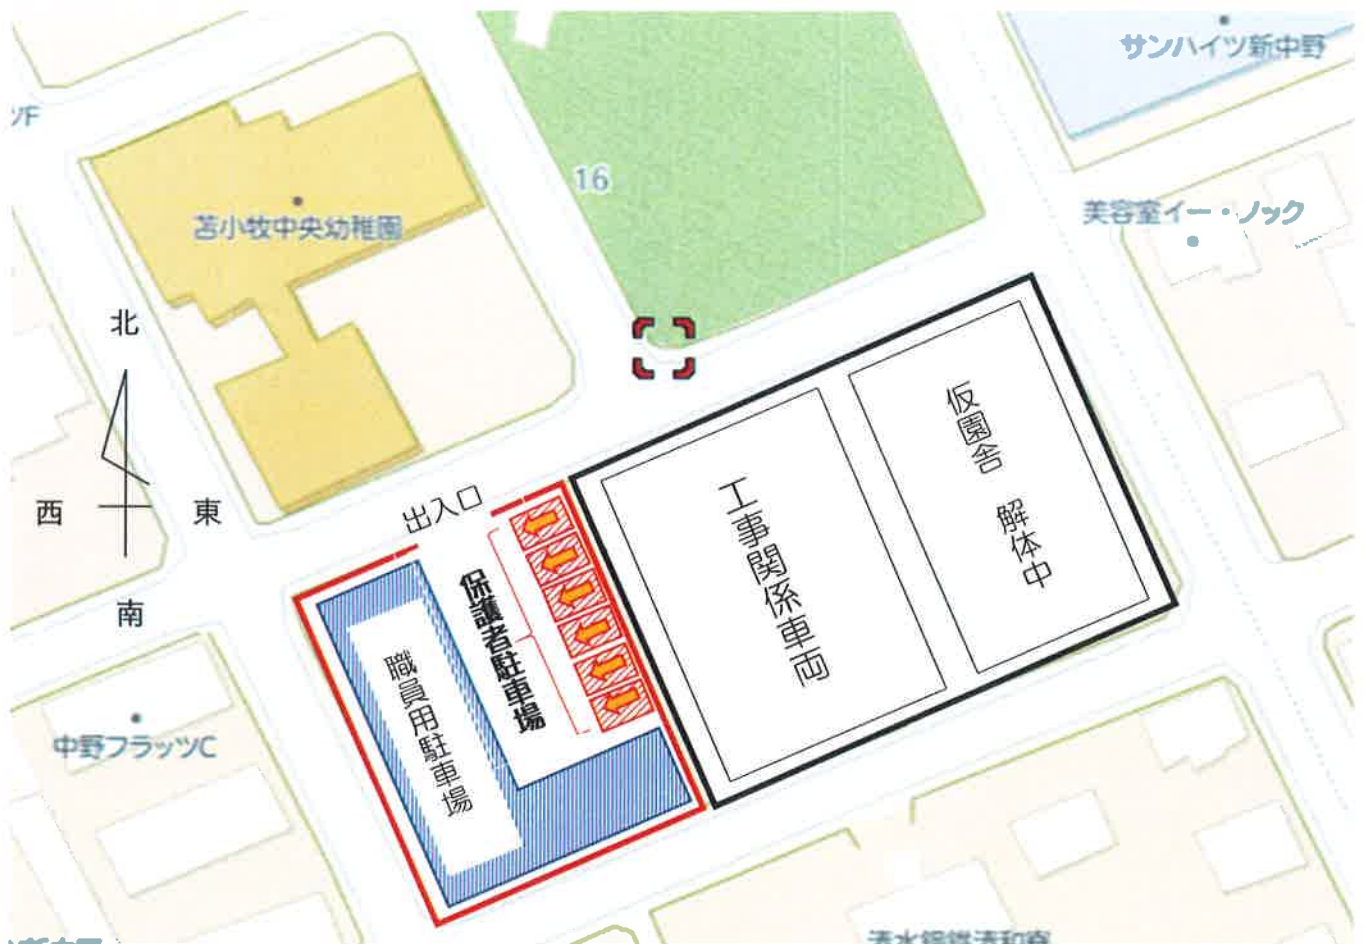 サンハイツ新中野
16
苫小牧中央幼稚園
美容室イー・ノック
北
西
東
南
出入口
保護者駐車場
職員用駐車場
工事関係車両
仮園舎 解体中
中野フラッツC